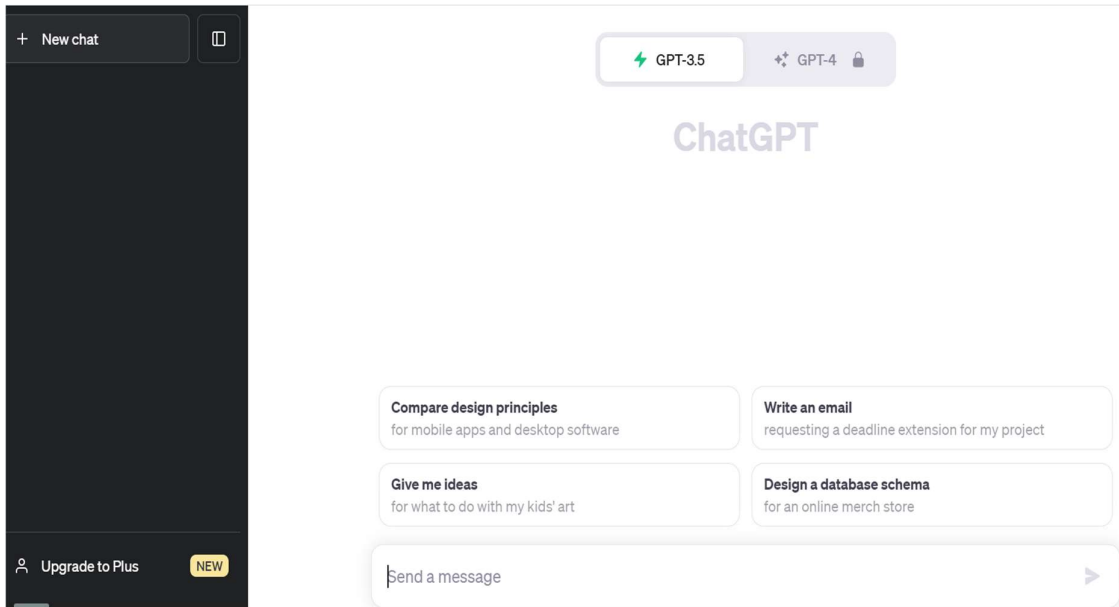 New chat
GPT-3.5
GPT-4
ChatGPT
Compare design principles
for mobile apps and desktop software
Write an email
requesting a deadline extension for my project
Give me ideas
for what to do with my kids' art
Design a database schema
for an online merch store
Upgrade to Plus NEW
Send a message